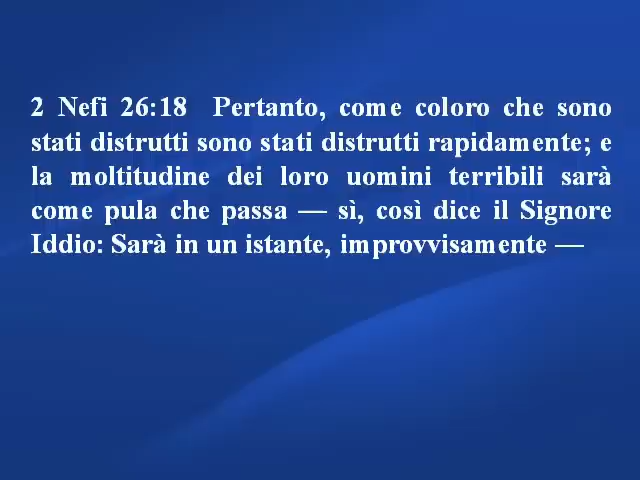 2 Nefi 26:18 Pertanto, come coloro che sono
stati distrutti sono stati distrutti rapidamente; e
la moltitudine dei loro uomini terribili sarà
come pula che passa — sì, così dice il Signore
Iddio: Sarà in un istante, improvvisamente —